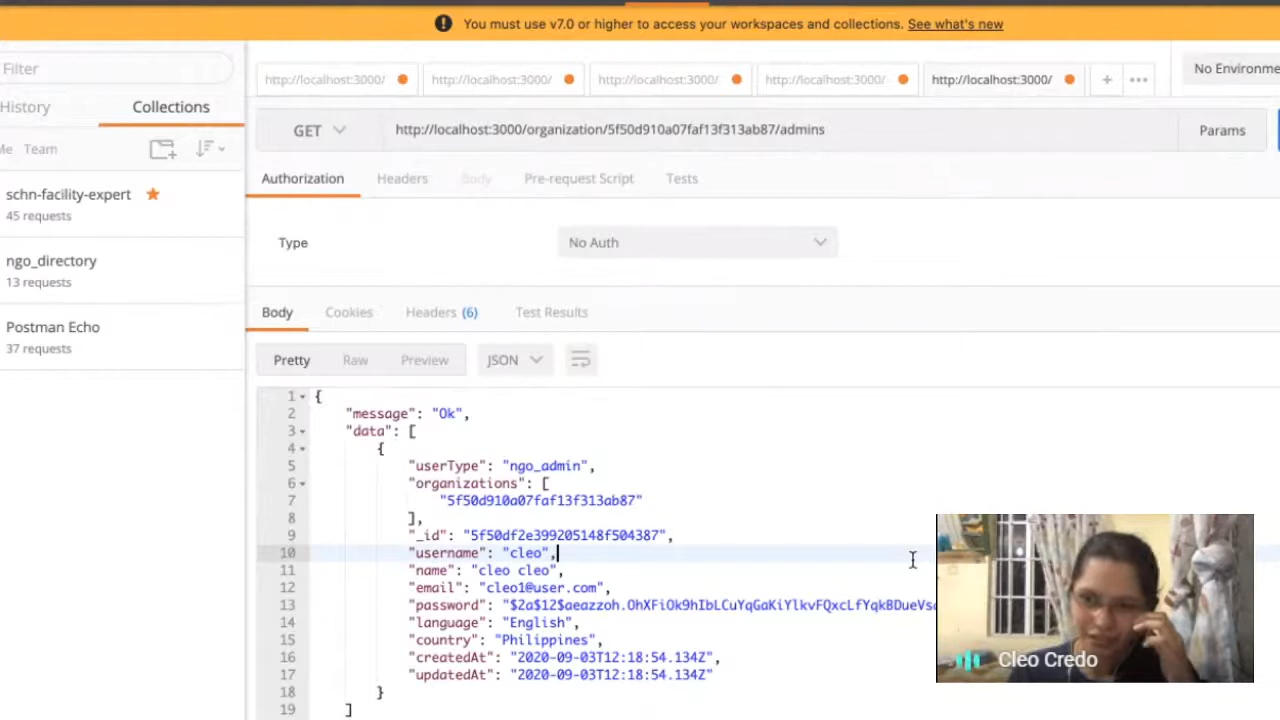 You must use v7.0 or higher to access your workspaces and collections. See what's new
Filter
http://localhost:3000/ http://localhost:3000/ http://localhost:3000/ http://localhost:3000/ http://localhost:3000/ + ••• No Environme
History Collections
GET http://localhost:3000/organization/5f50d910a07faf13f313ab87/admins Params
Me Team
Authorization Headers Body Pre-request Script Tests
schn-facility-expert
45 requests
Type No Auth
ngo_directory
13 requests
Body Cookies Headers (6) Test Results
Postman Echo
37 requests
Pretty Raw Preview JSON
1 {
2 "message": "Ok",
3 "data": [
4 {
5 "userType": "ngo_admin",
6 "organizations": [
7 "5f50d910a07faf13f313ab87"
8 ],
9 "_id": "5f50df2e399205148f504387",
10 "username": "cleo",
11 "name": "cleo cleo",
12 "email": "cleo1@user.com",
13 "password": "$2a$12$aeazzoh.OhXFiOk9hIbLCuYqGaKiYlkvFQxcLfYqkBDueVs
14 "language": "English",
15 "country": "Philippines",
16 "createdAt": "2020-09-03T12:18:54.134Z",
17 "updatedAt": "2020-09-03T12:18:54.134Z"
18 }
19 ]
Cleo Credo